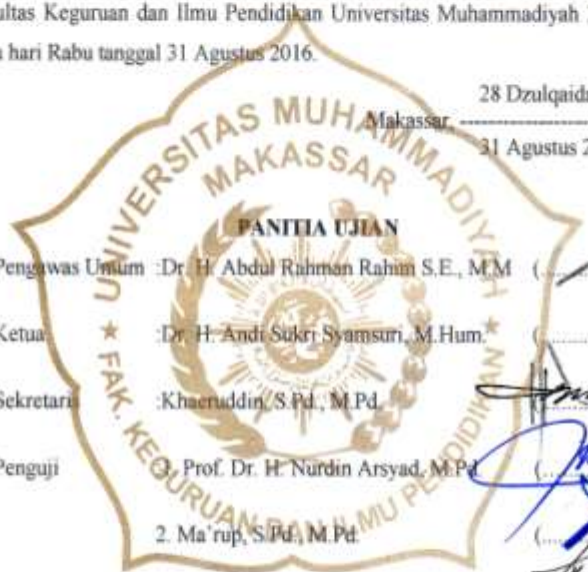 ultas Keguruan dan Ilmu Pendidikan Universitas Muhammadiyah
hari Rabu tanggal 31 Agustus 2016.
28 Dzulqaid
Makassar, --------------------
31 Agustus 2
UNIVERSITAS MUHAMMADIYAH
MAKASSAR
★ FAK. KEGURUAN DAN ILMU PENDIDIKAN ★
PANITIA UJIAN
Pengawas Umum :Dr. H. Abdul Rahman Rahim S.E., M.M (.....
Ketua :Dr. H. Andi Sukri Syamsuri, M.Hum. (.....
Sekretaris :Khaeruddin, S.Pd., M.Pd. (.....
Penguji 1. Prof. Dr. H. Nurdin Arsyad, M.Pd (.....
2. Ma'rup, S.Pd., M.Pd. (.....